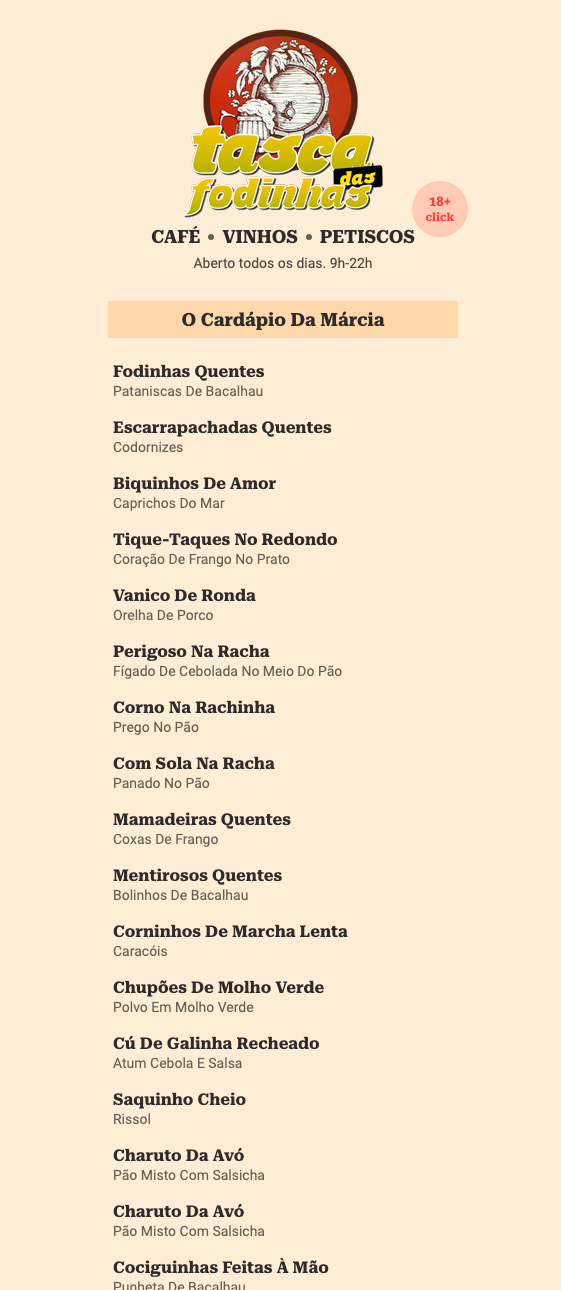 tasca
das
fodinhas
18+
click
CAFÉ • VINHOS • PETISCOS
Aberto todos os dias. 9h-22h
O Cardápio Da Márcia
Fodinhas Quentes
Pataniscas De Bacalhau
Escarrapachadas Quentes
Codornizes
Biquinhos De Amor
Caprichos Do Mar
Tique-Taques No Redondo
Coração De Frango No Prato
Vanico De Ronda
Orelha De Porco
Perigoso Na Racha
Fígado De Cebolada No Meio Do Pão
Corno Na Rachinha
Prego No Pão
Com Sola Na Racha
Panado No Pão
Mamadeiras Quentes
Coxas De Frango
Mentirosos Quentes
Bolinhos De Bacalhau
Corninhos De Marcha Lenta
Caracóis
Chupões De Molho Verde
Polvo Em Molho Verde
Cú De Galinha Recheado
Atum Cebola E Salsa
Saquinho Cheio
Rissol
Charuto Da Avó
Pão Misto Com Salsicha
Charuto Da Avó
Pão Misto Com Salsicha
Cociguinhas Feitas À Mão
Punheta De Bacalhau